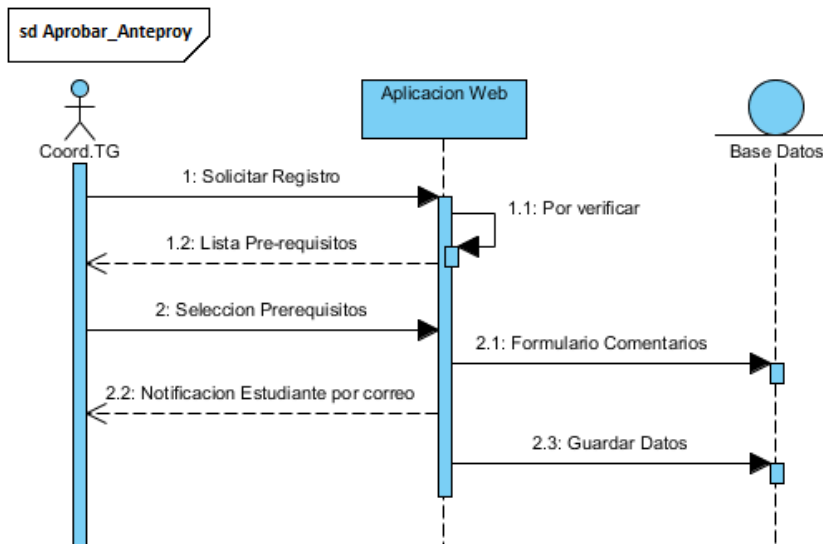 sd Aprobar_Anteproy
Coord.TG
Aplicacion Web
Base Datos
1: Solicitar Registro
1.1: Por verificar
1.2: Lista Pre-requisitos
2: Seleccion Prerequisitos
2.1: Formulario Comentarios
2.2: Notificacion Estudiante por correo
2.3: Guardar Datos